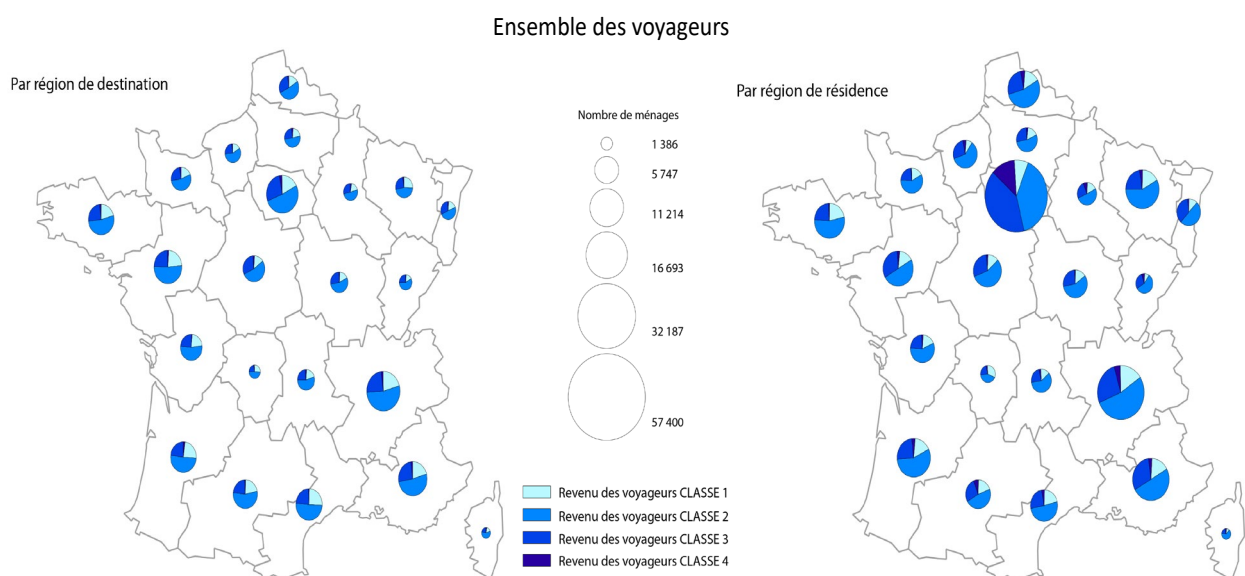 Ensemble des voyageurs
Par région de destination
Par région de résidence
Nombre de ménages
1 386
5 747
11 214
16 693
32 187
57 400
Revenu des voyageurs CLASSE 1
Revenu des voyageurs CLASSE 2
Revenu des voyageurs CLASSE 3
Revenu des voyageurs CLASSE 4